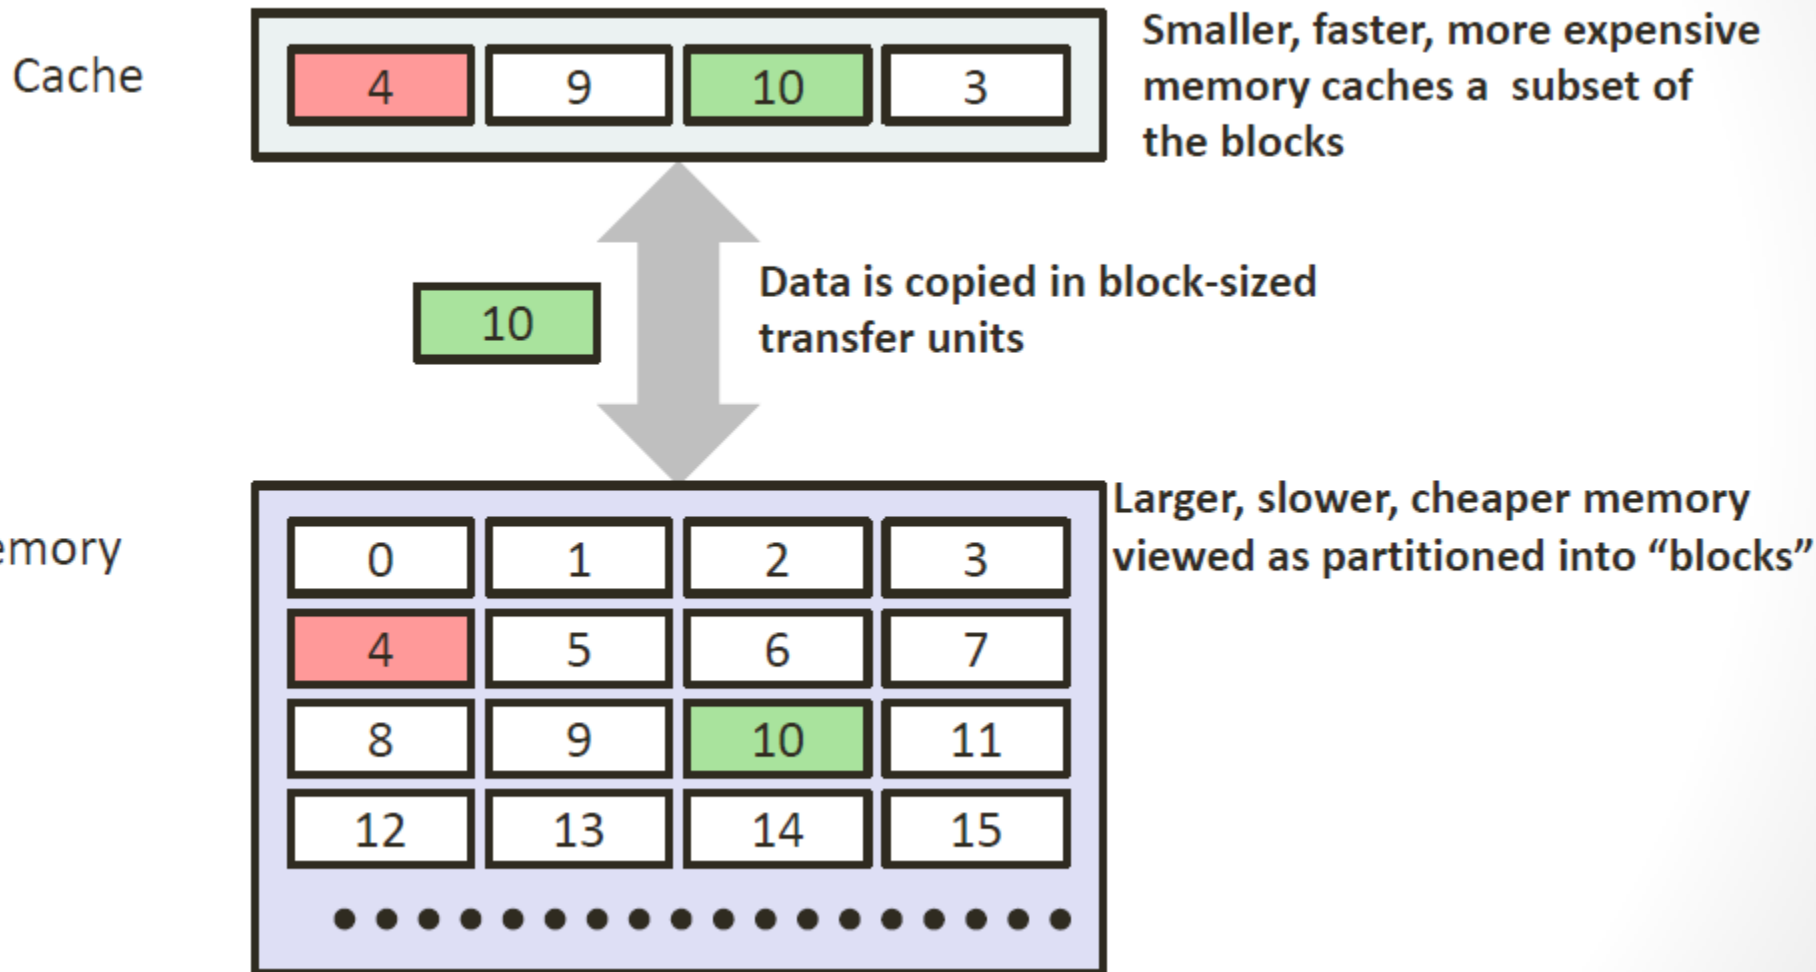 Cache
4 9 10 3
Smaller, faster, more expensive
memory caches a subset of
the blocks
10
Data is copied in block-sized
transfer units
emory
Larger, slower, cheaper memory
viewed as partitioned into “blocks”
0 1 2 3
4 5 6 7
8 9 10 11
12 13 14 15